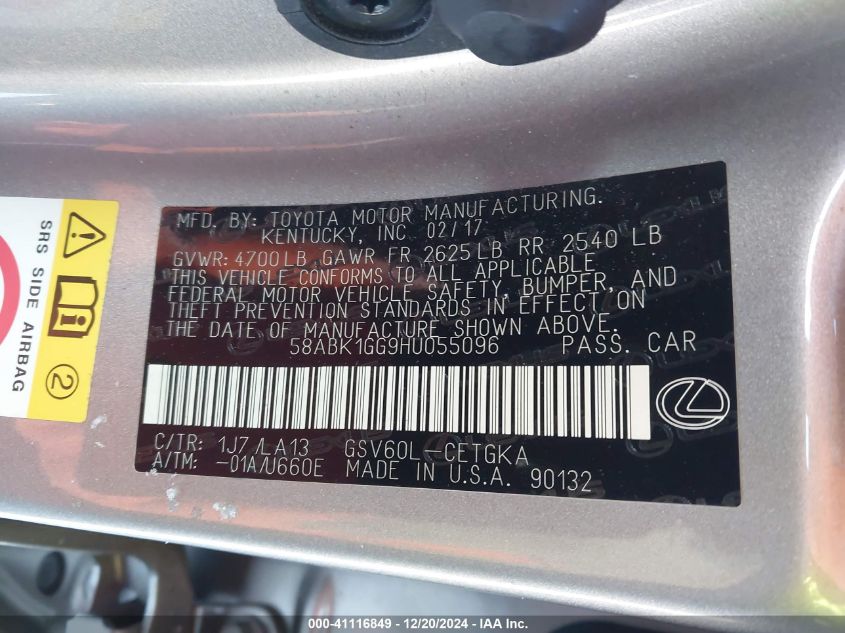 MFD. BY: TOYOTA MOTOR MANUFACTURING.
KENTUCKY, INC 02/17
GVWR: 4700LB GAWR FR 2625LB RR 2540 LB
THIS VEHICLE CONFORMS TO ALL APPLICABLE
FEDERAL MOTOR VEHICLE SAFETY, BUMPER, AND
THEFT PREVENTION STANDARDS IN EFFECT ON
THE DATE OF MANUFACTURE SHOWN ABOVE.
58ABK1GG9HU055096 PASS. CAR
C/TR: 1J7/LA13 GSV60L-CETGKA
A/TM: -01A/U660E MADE IN U.S.A. 90132
SRS SIDE AIRBAG
2
000-41116849 - 12/20/2024 - IAA Inc.